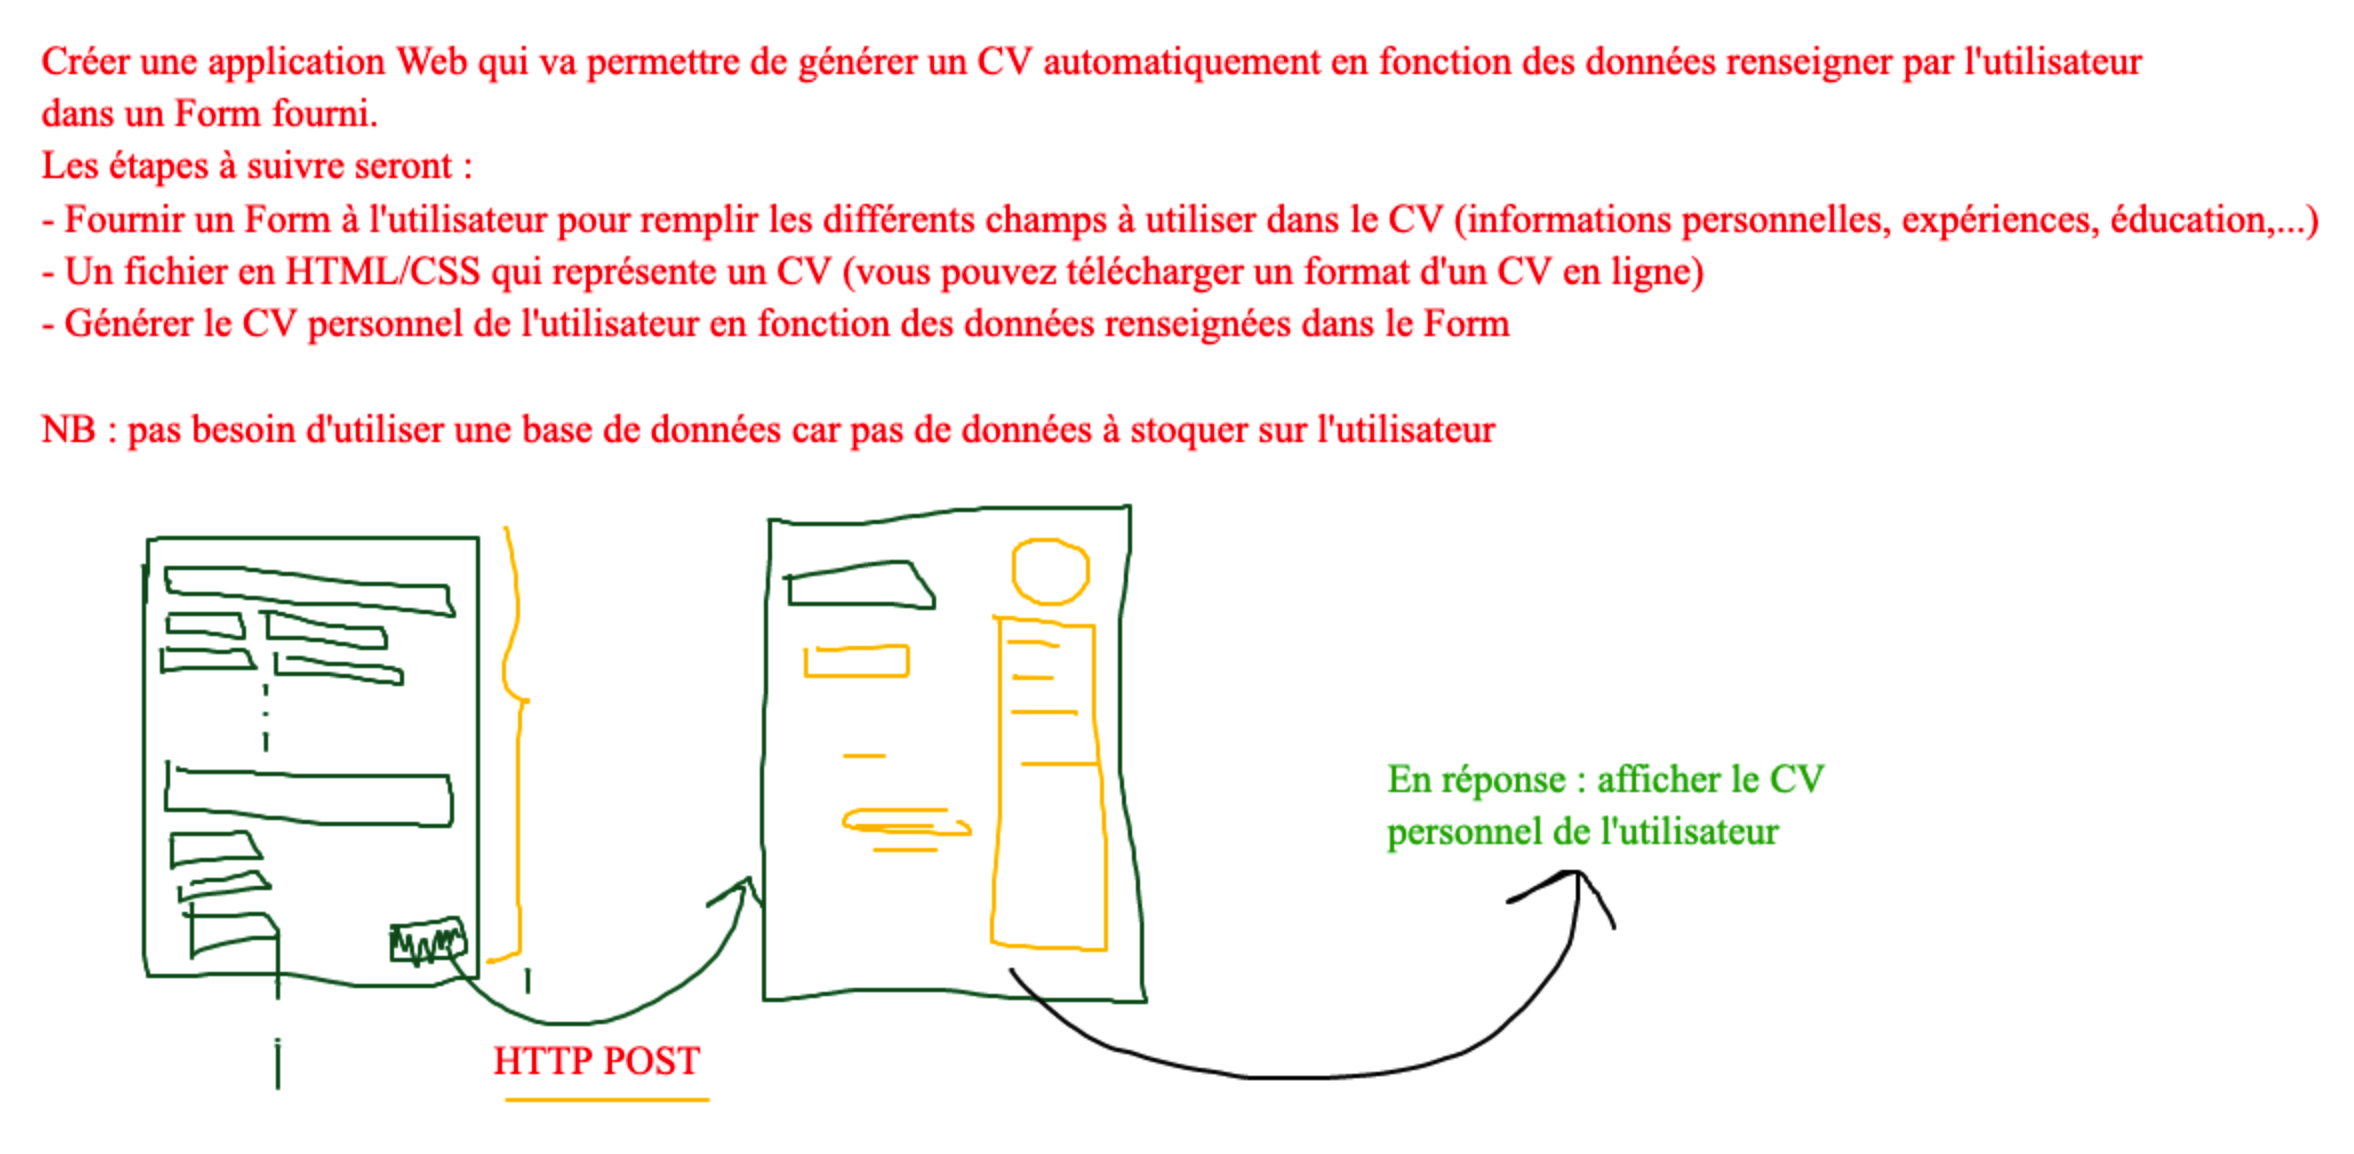 Créer une application Web qui va permettre de générer un CV automatiquement en fonction des données renseigner par l'utilisateur
dans un Form fourni.
Les étapes à suivre seront :
- Fournir un Form à l'utilisateur pour remplir les différents champs à utiliser dans le CV (informations personnelles, expériences, éducation,...)
- Un fichier en HTML/CSS qui représente un CV (vous pouvez télécharger un format d'un CV en ligne)
- Générer le CV personnel de l'utilisateur en fonction des données renseignées dans le Form
NB : pas besoin d'utiliser une base de données car pas de données à stoquer sur l'utilisateur
En réponse : afficher le CV
personnel de l'utilisateur
HTTP POST